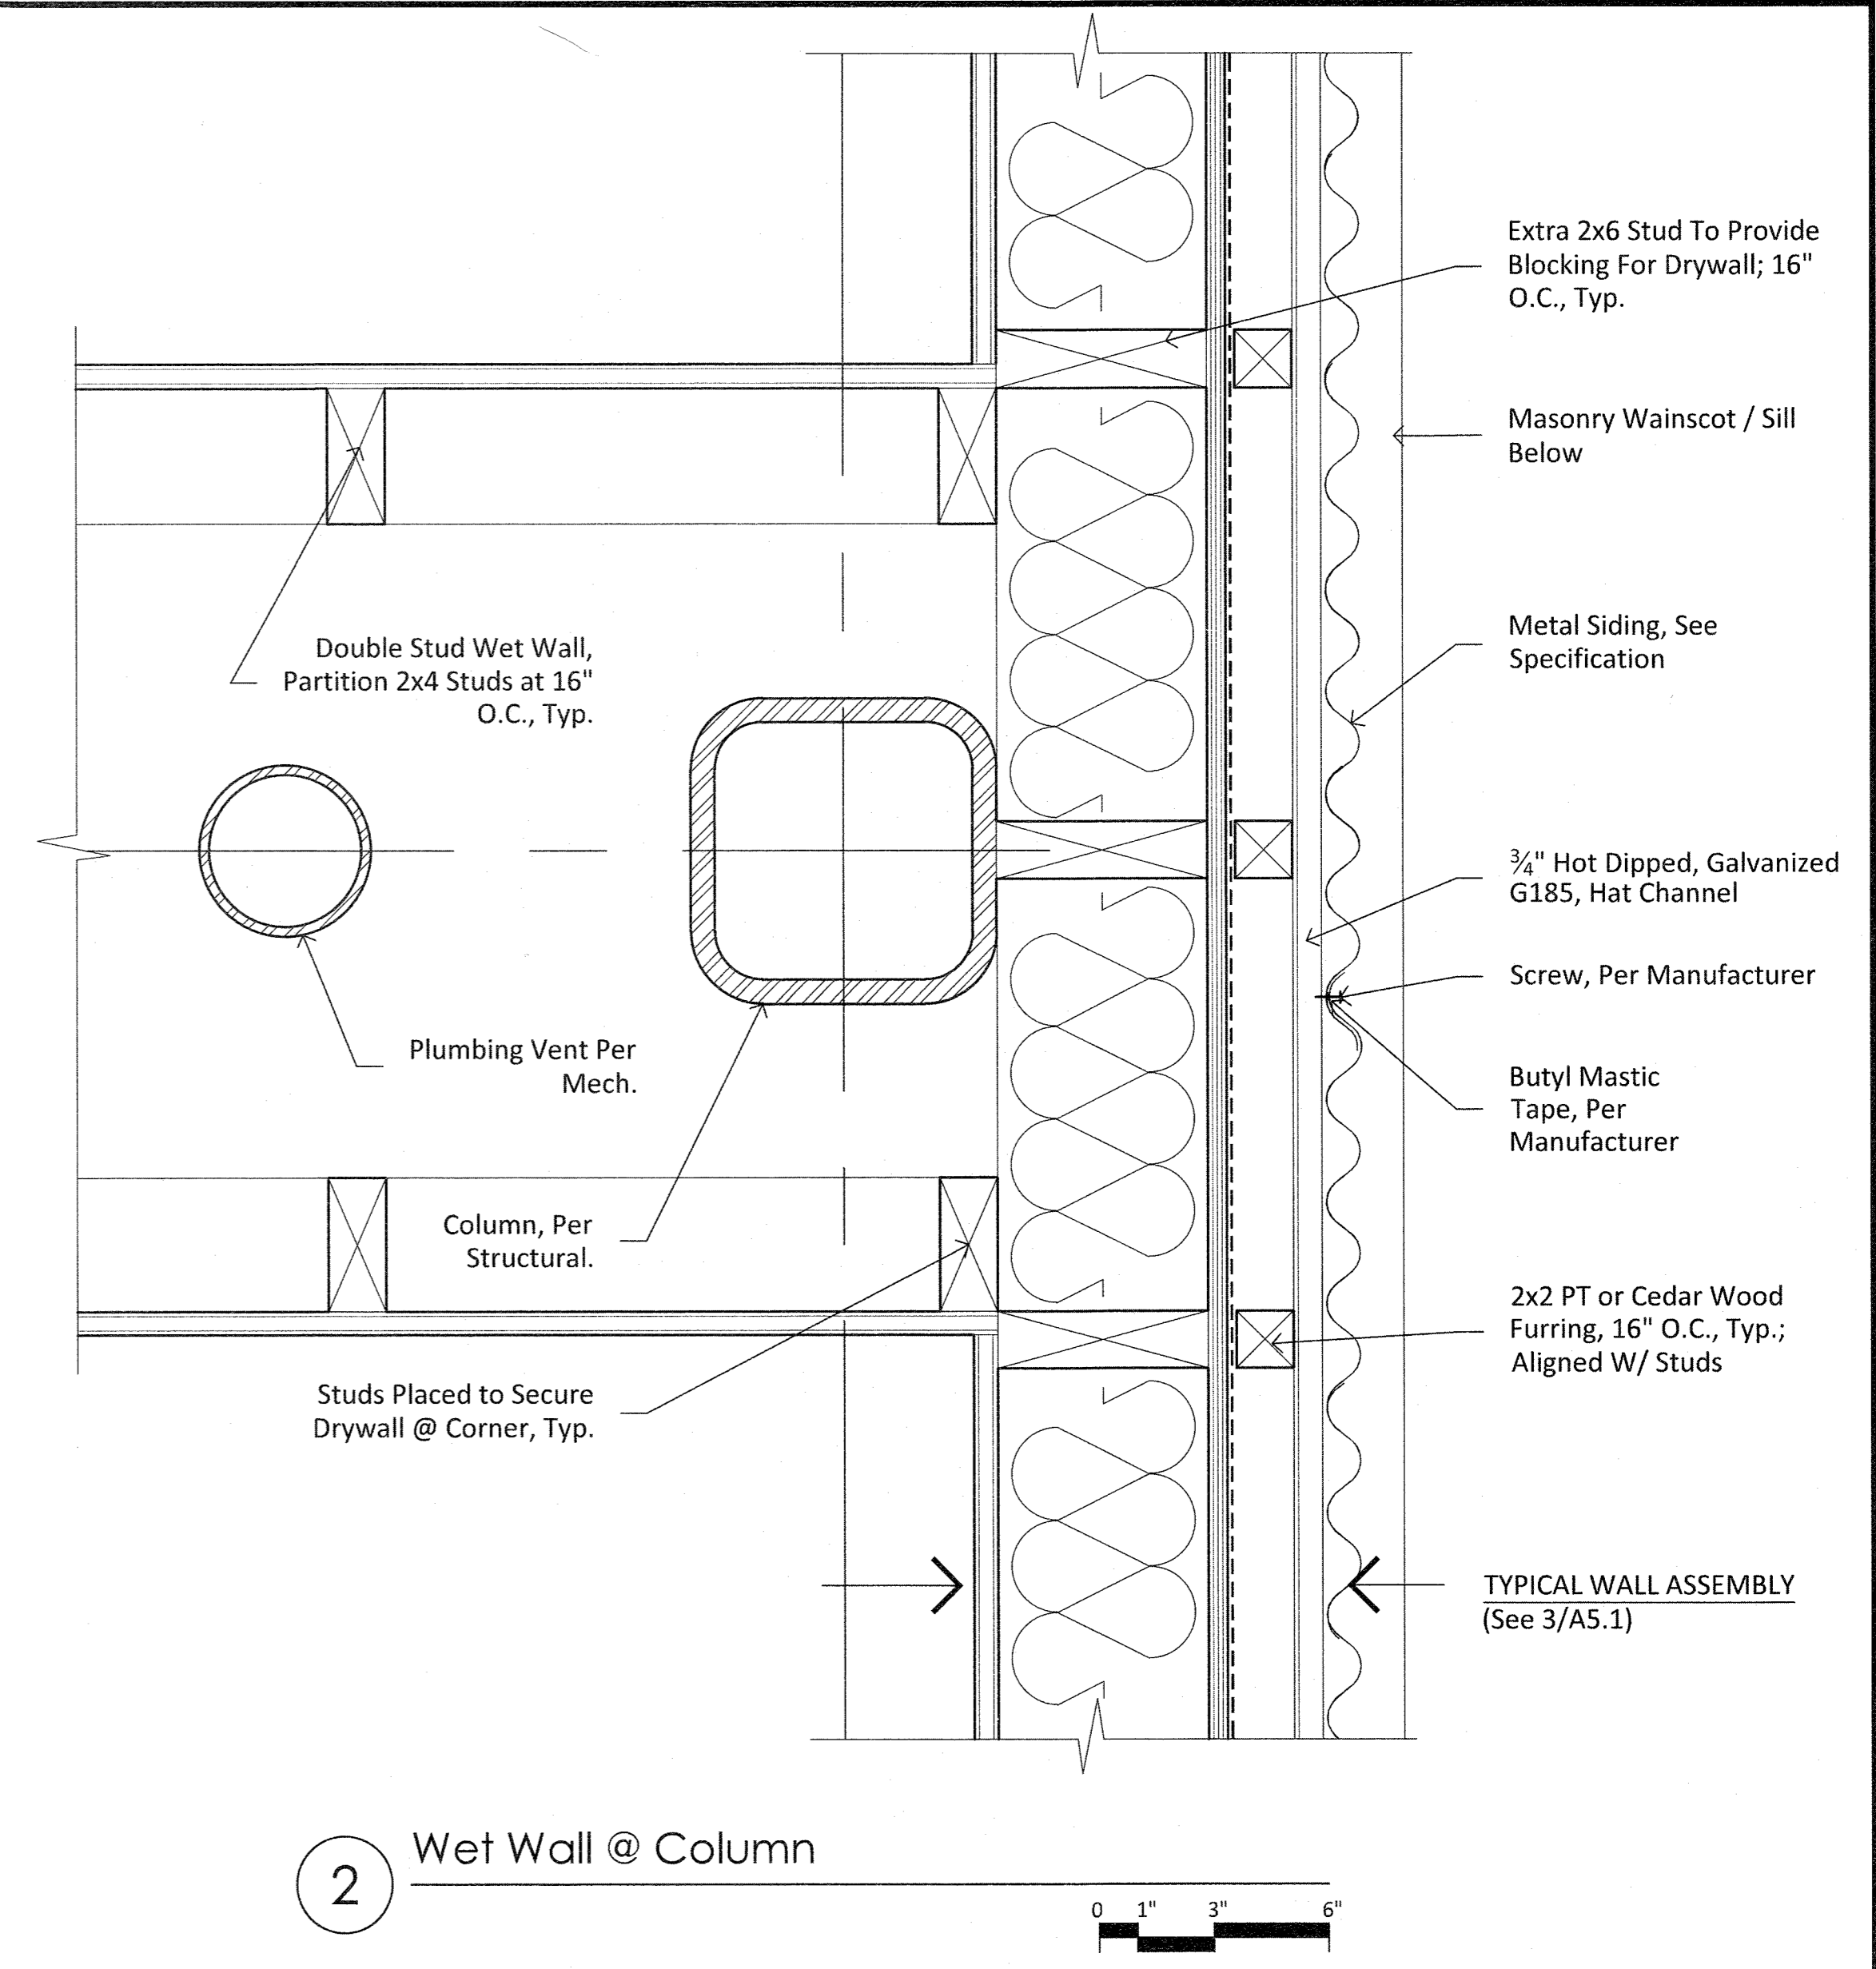 Extra 2x6 Stud To Provide
Blocking For Drywall; 16"
O.C., Typ.
Masonry Wainscot / Sill
Below
Metal Siding, See
Specification
Double Stud Wet Wall,
Partition 2x4 Studs at 16"
O.C., Typ.
¾" Hot Dipped, Galvanized
G185, Hat Channel
Screw, Per Manufacturer
Plumbing Vent Per
Mech.
Butyl Mastic
Tape, Per
Manufacturer
Column, Per
Structural.
2x2 PT or Cedar Wood
Furring, 16" O.C., Typ.;
Aligned W/ Studs
Studs Placed to Secure
Drywall @ Corner, Typ.
TYPICAL WALL ASSEMBLY
(See 3/A5.1)
2
Wet Wall @ Column
0 1" 3" 6"